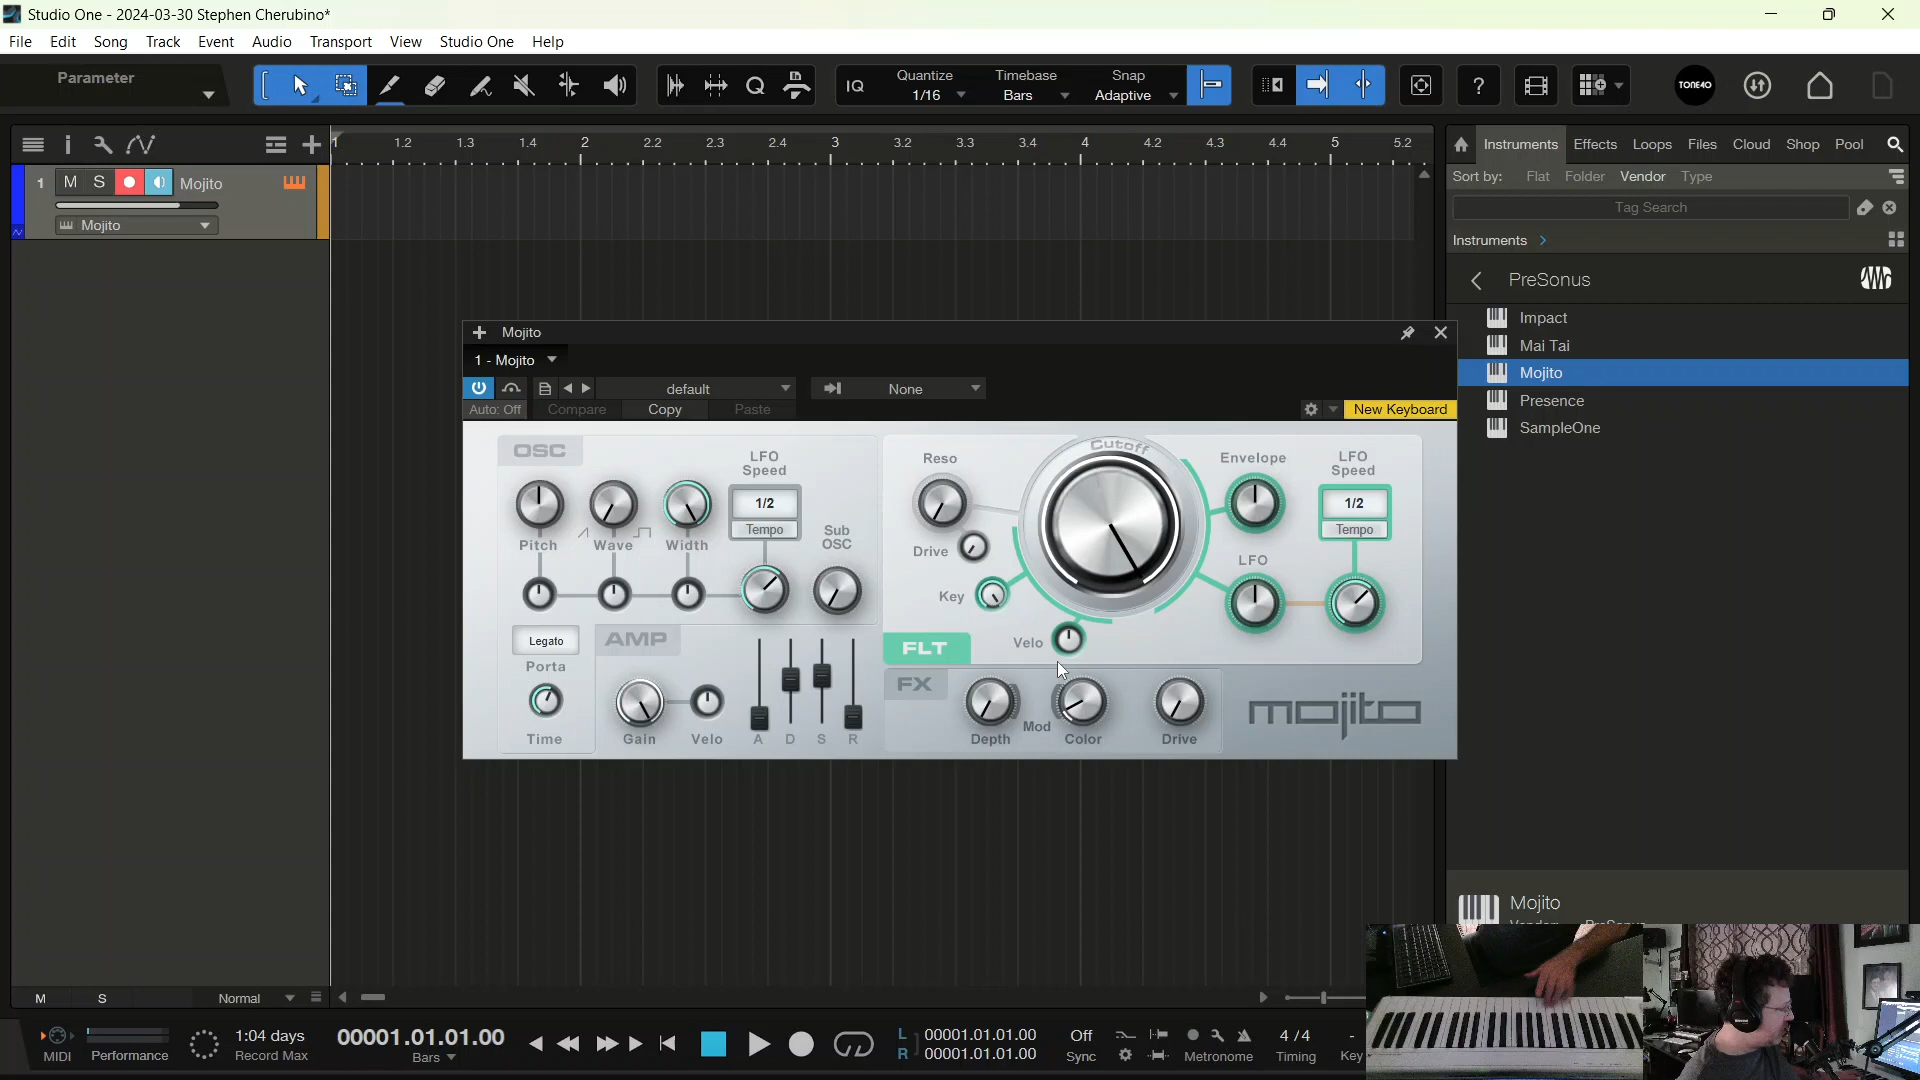 Studio One - 2024-03-30 Stephen Cherubino*
File Edit Song Track Event Audio Transport View Studio One Help
Parameter
IQ
Quantize
1/16
Timebase
Bars
Snap
Adaptive
TONE40
1 1.2 1.3 1.4 2 2.2 2.3 2.4 3 3.2 3.3 3.4 4 4.2 4.3 4.4 5 5.2
Instruments Effects Loops Files Cloud Shop Pool
1 M S Mojito
Mojito
Sort by: Flat Folder Vendor Type
Tag Search
Instruments
PreSonus
Impact
Mai Tai
Mojito
Presence
SampleOne
Mojito
1 - Mojito
default
None
Auto: Off Compare Copy Paste
New Keyboard
OSC
LFO
Speed
1/2
Tempo
Pitch
Wave
Width
Sub
OSC
Legato
Porta
Time
AMP
Gain
Velo
A D S R
Reso
Cutoff
Drive
Key
Velo
FLT
Envelope
LFO
LFO
Speed
1/2
Tempo
FX
Depth
Mod
Color
Drive
mojito
Mojito
M S Normal
MIDI
Performance
1:04 days
Record Max
00001.01.01.00
Bars
L 00001.01.01.00
R 00001.01.01.00
Off
Sync
Metronome
4 / 4
Timing
-
Key